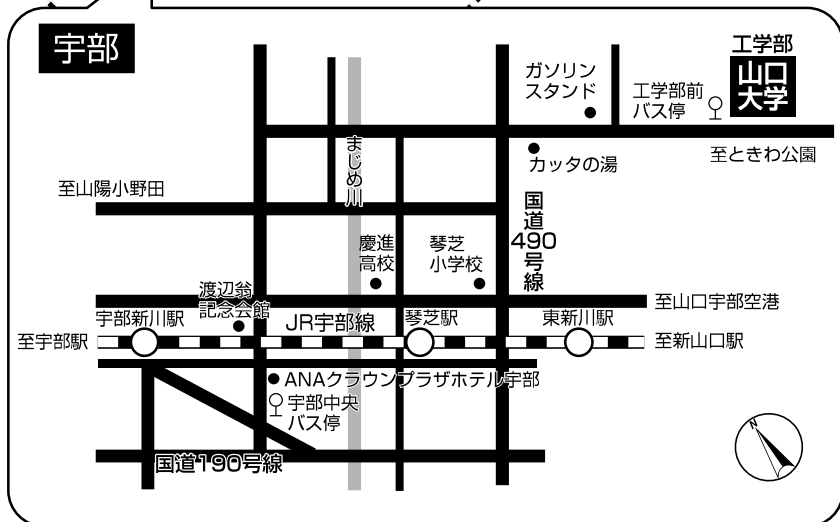 宇部
工学部
山口
大学
ガソリン
スタンド
工学部前
バス停
カッタの湯
至ときわ公園
まじめ川
至山陽小野田
国道490号線
慶進
高校
琴芝
小学校
渡辺翁
記念会館
至山口宇部空港
宇部新川駅
JR宇部線
琴芝駅
東新川駅
至宇部駅
至新山口駅
ANAクラウンプラザホテル宇部
宇部中央
バス停
国道190号線
N